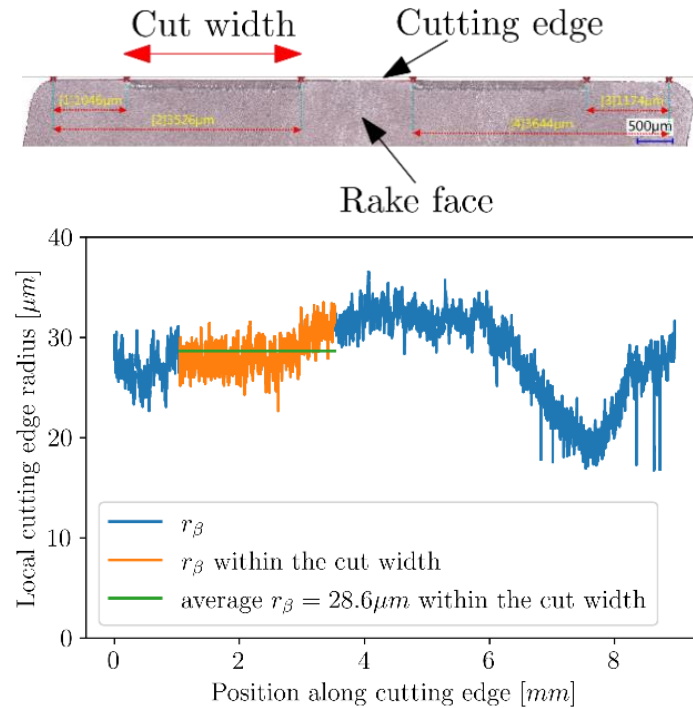 Cut width
Cutting edge
[1]1046μm
[3]1174μm
[2]3526μm
[4]3644μm
500μm
Rake face
Local cutting edge radius [μm]
40
30
20
10
0
r_β
r_β within the cut width
average r_β = 28.6μm within the cut width
0 2 4 6 8
Position along cutting edge [mm]